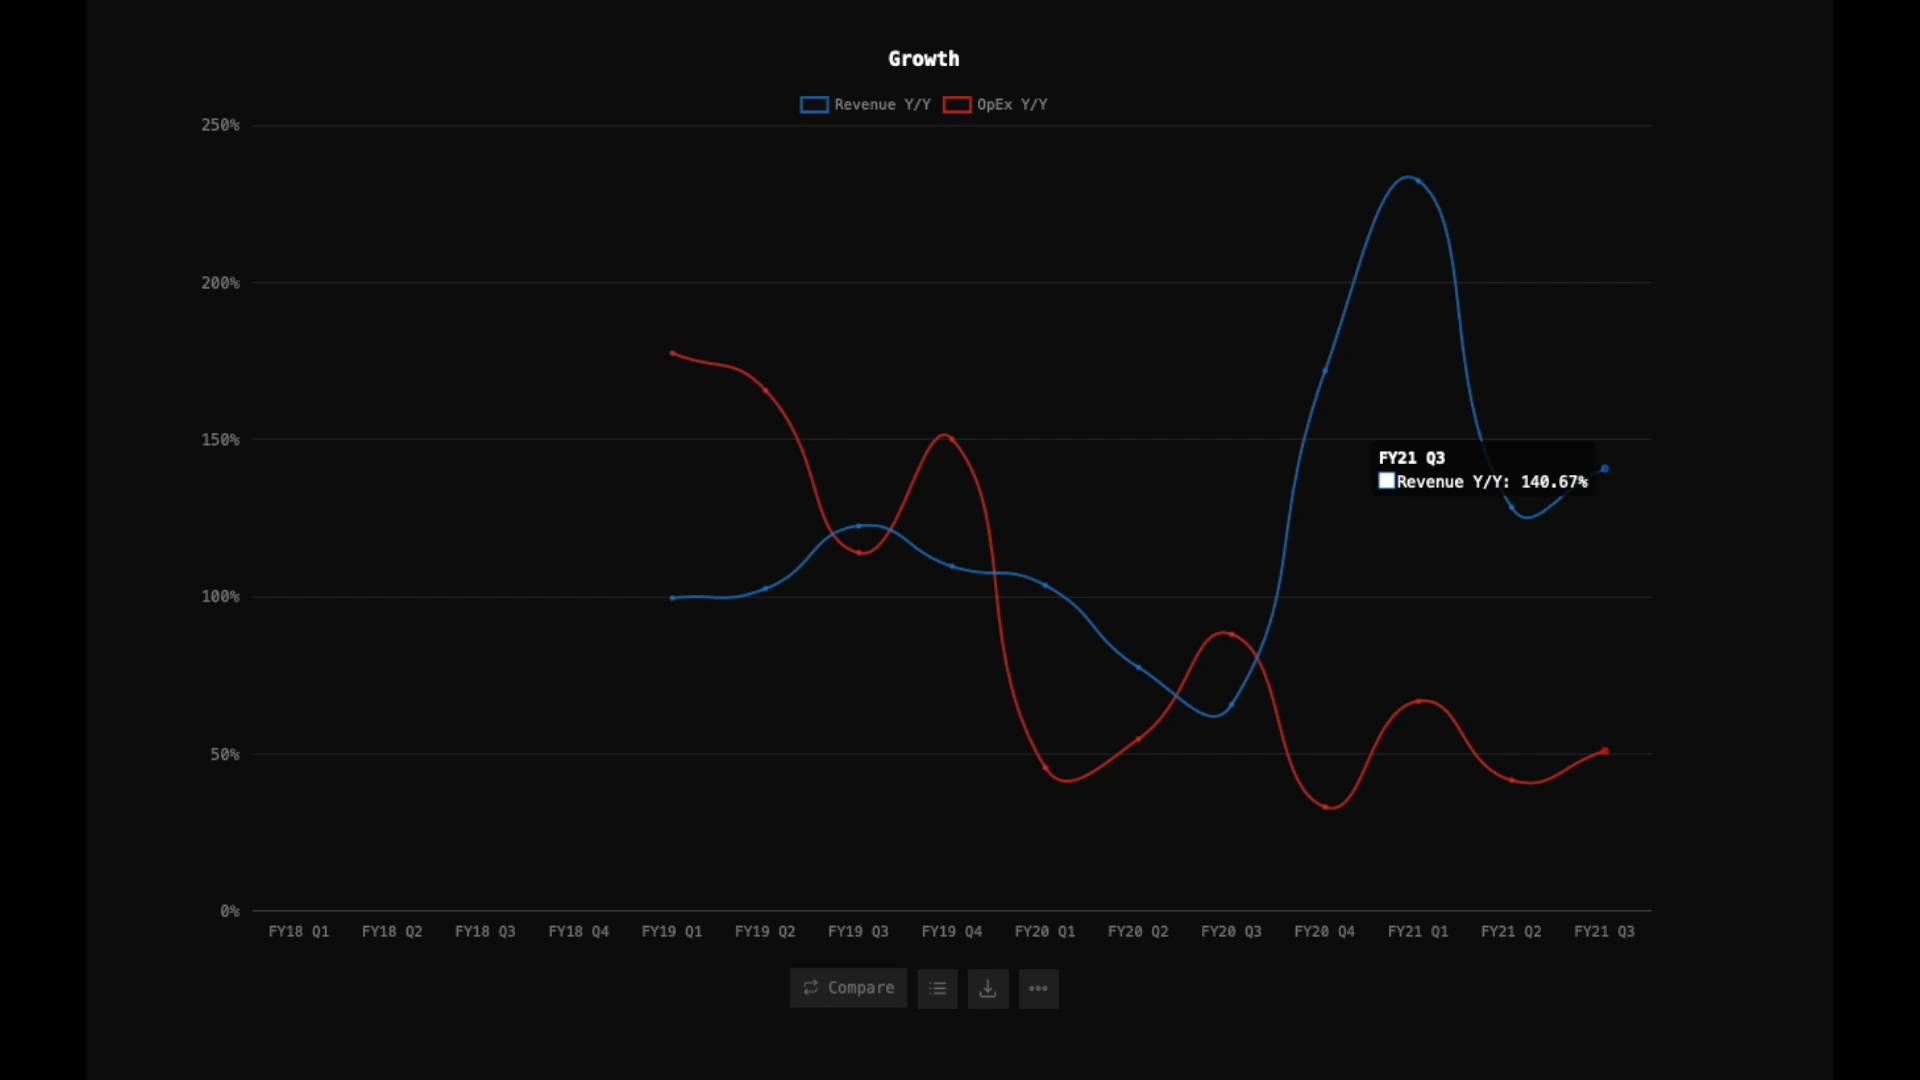 Growth
Revenue Y/Y OpEx Y/Y
250%
200%
150%
100%
50%
0%
FY21 Q3
Revenue Y/Y: 140.67%
FY18 Q1 FY18 Q2 FY18 Q3 FY18 Q4 FY19 Q1 FY19 Q2 FY19 Q3 FY19 Q4 FY20 Q1 FY20 Q2 FY20 Q3 FY20 Q4 FY21 Q1 FY21 Q2 FY21 Q3
Compare